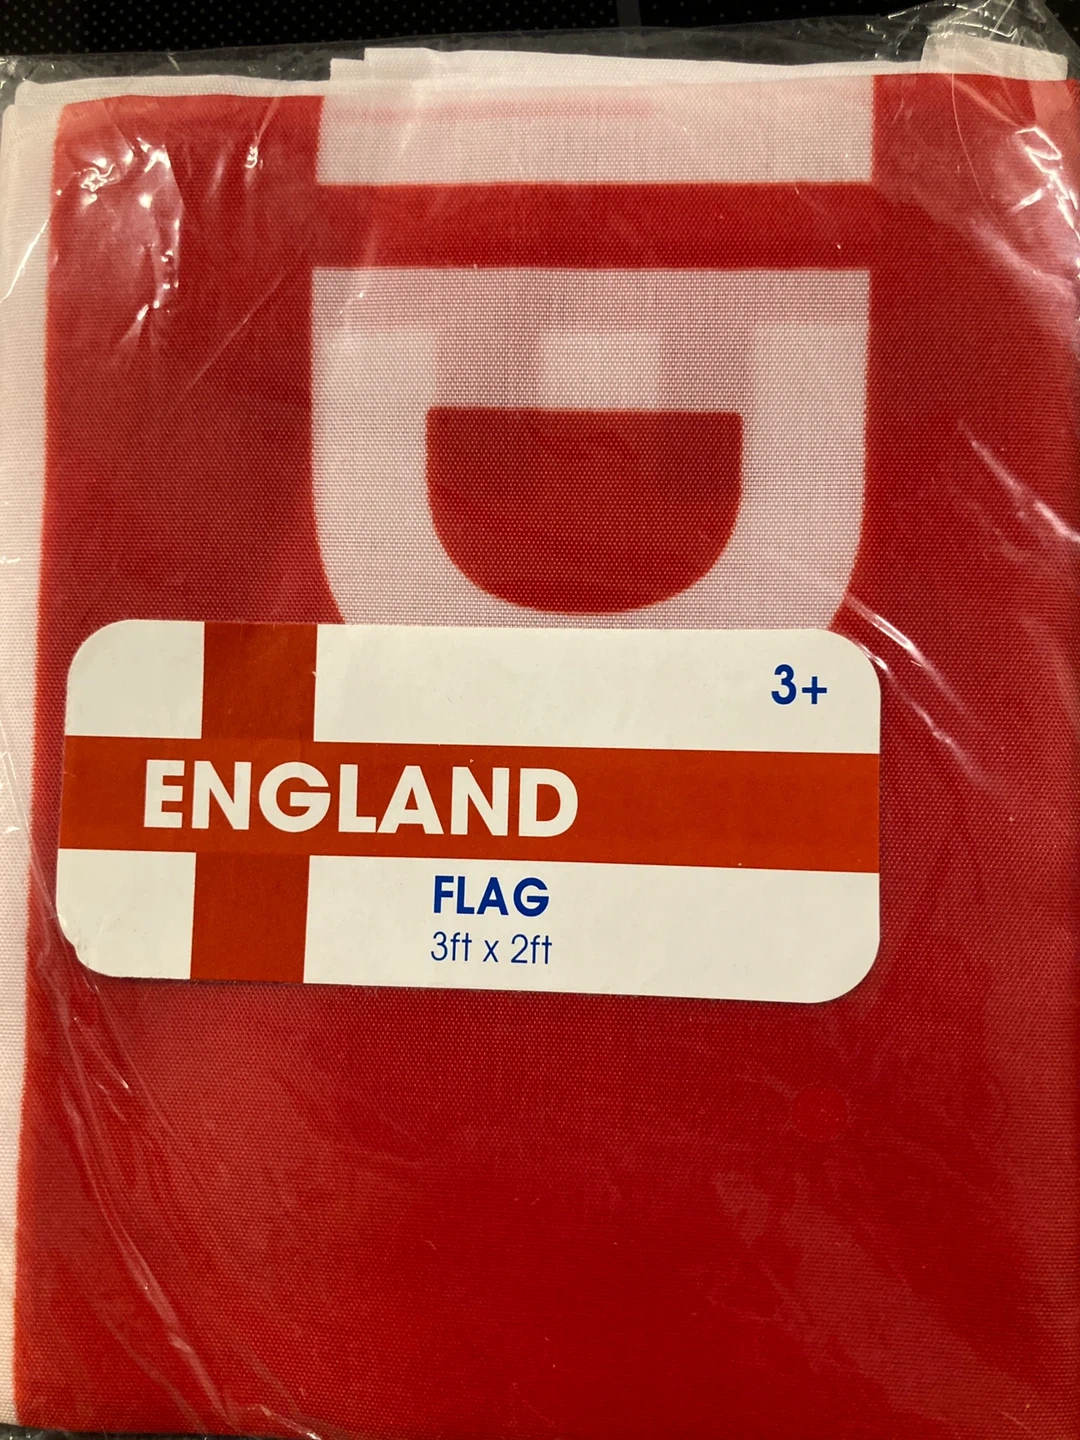 3+
ENGLAND
FLAG
3ft x 2ft